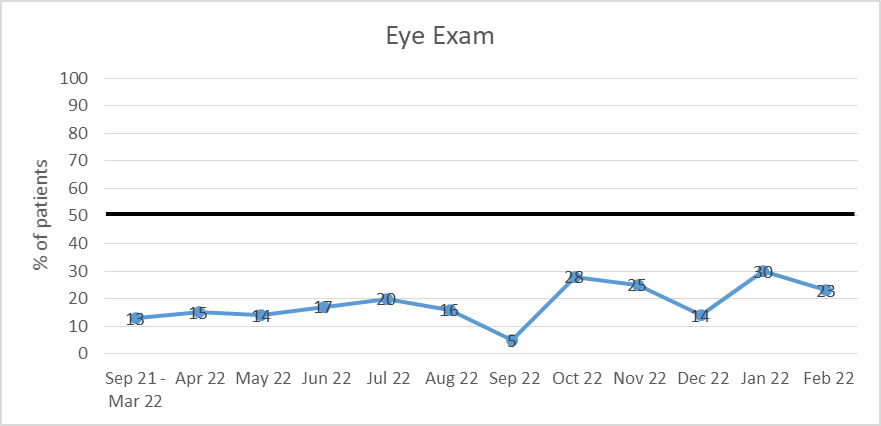 Eye Exam
100
90
80
70
60
50
40
30
20
10
0
% of patients
13 15 14 17 20 16 5 28 25 14 30 23
Sep 21 - Apr 22 May 22 Jun 22 Jul 22 Aug 22 Sep 22 Oct 22 Nov 22 Dec 22 Jan 22 Feb 22
Mar 22